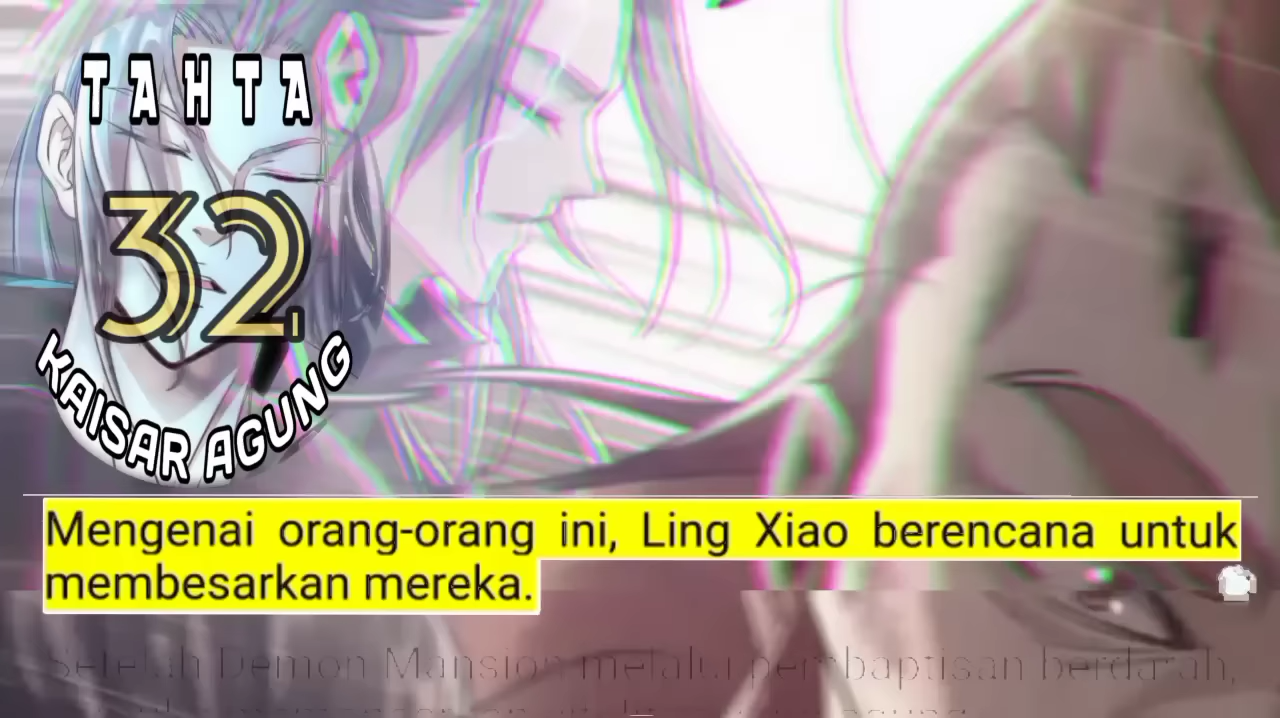 TAHTA
32
KAISAR AGUNG
Mengenai orang-orang ini, Ling Xiao berencana untuk
membesarkan mereka.
Setelah Demon Mansion melalui pembaptisan berdarah,